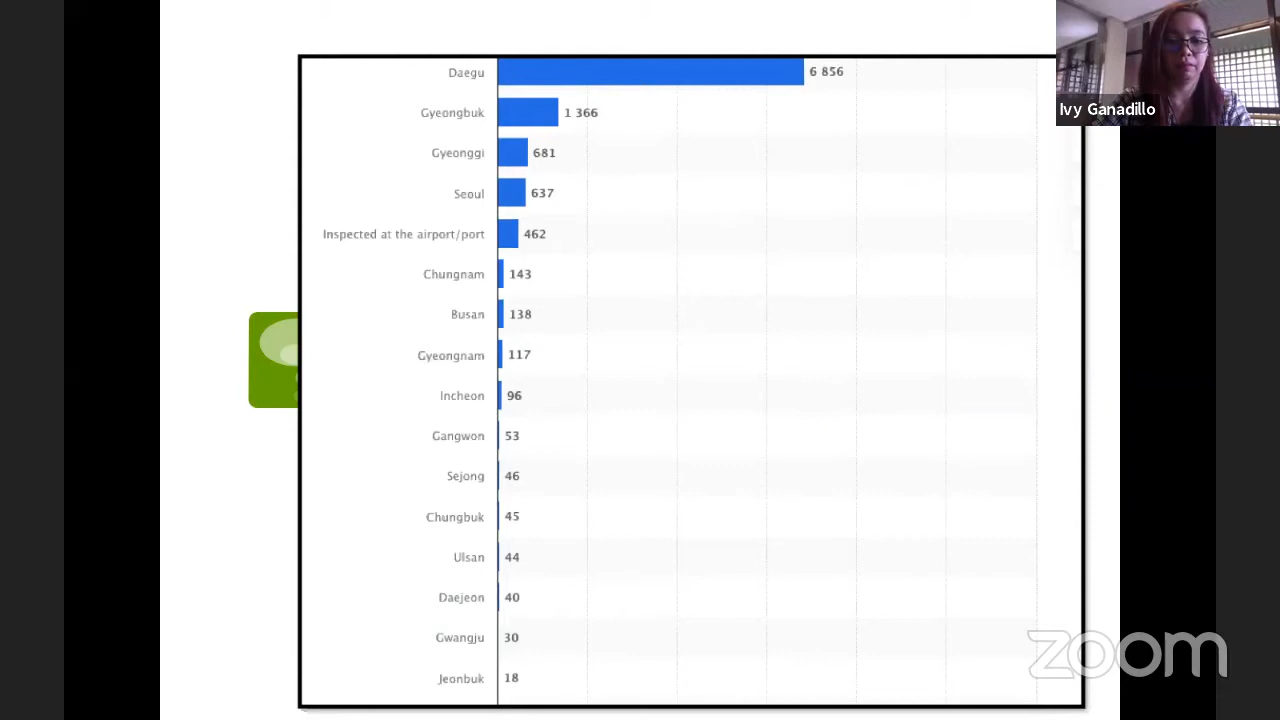 Daegu 6 856
Gyeongbuk 1 366
Gyeonggi 681
Seoul 637
Inspected at the airport/port 462
Chungnam 143
Busan 138
Gyeongnam 117
Incheon 96
Gangwon 53
Sejong 46
Chungbuk 45
Ulsan 44
Daejeon 40
Gwangju 30
Jeonbuk 18
Ivy Ganadillo
zoom